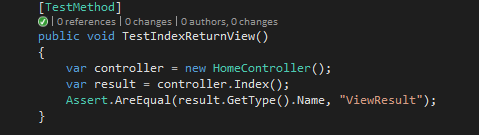 [TestMethod]
| 0 references | 0 changes | 0 authors, 0 changes
public void TestIndexReturnView()
{
var controller = new HomeController();
var result = controller.Index();
Assert.AreEqual(result.GetType().Name, "ViewResult");
}